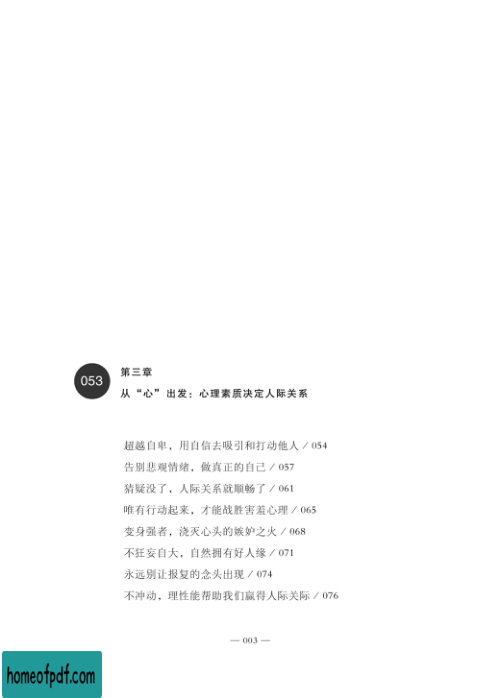 053
第三章
从“心”出发：心理素质决定人际关系
超越自卑，用自信去吸引和打动他人 / 054
告别悲观情绪，做真正的自己 / 057
猜疑没了，人际关系就顺畅了 / 061
唯有行动起来，才能战胜害羞心理 / 065
变身强者，浇灭心头的嫉妒之火 / 068
不狂妄自大，自然拥有好人缘 / 071
永远别让报复的念头出现 / 074
不冲动，理性能帮助我们赢得人际关际 / 076
— 003 —
homeofpdf.com